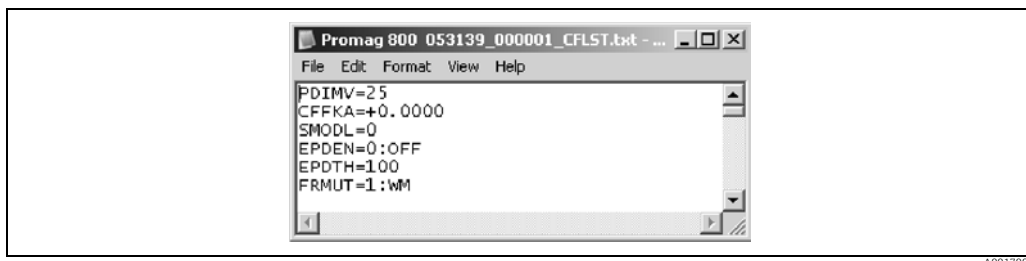 Promag 800 053139_000001_CFLST.txt - ...
File Edit Format View Help
PDIMV=25
CFFKA=+0.0000
SMODL=0
EPDEN=0:OFF
EPDTH=100
FRMUT=1:WM